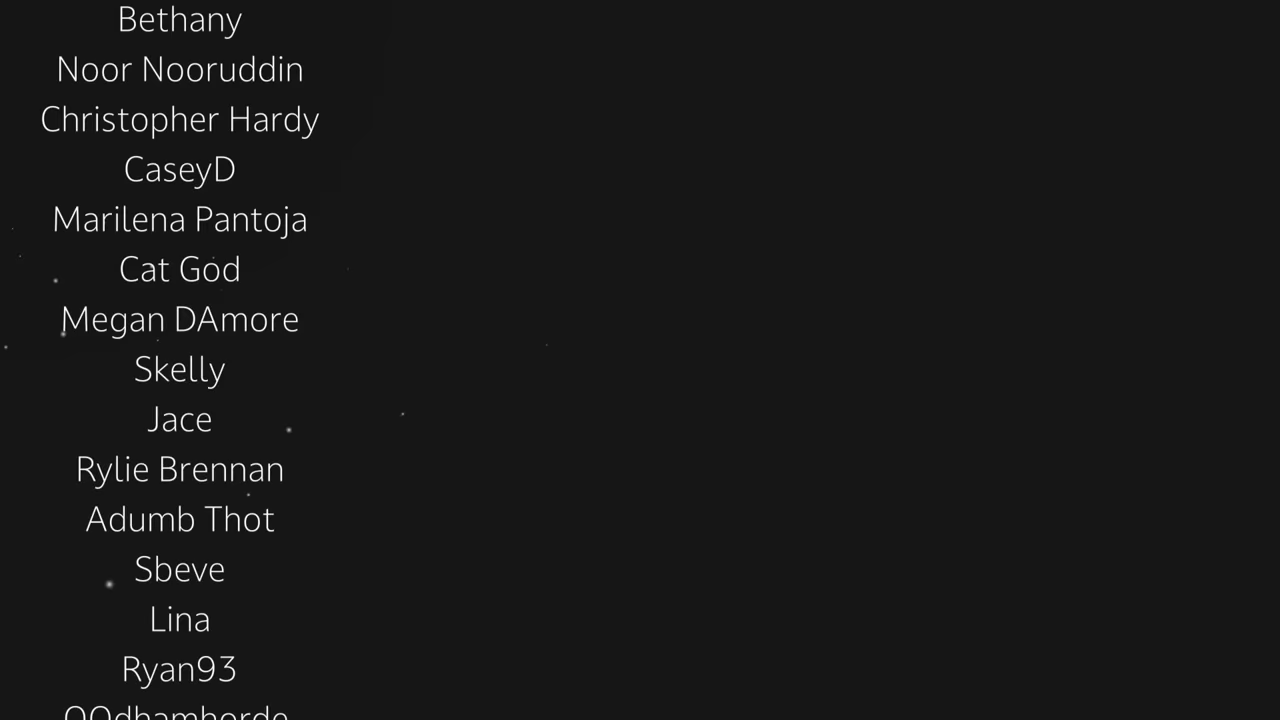 Bethany
Noor Nooruddin
Christopher Hardy
CaseyD
Marilena Pantoja
Cat God
Megan DAmore
Skelly
Jace
Rylie Brennan
Adumb Thot
Sbeve
Lina
Ryan93